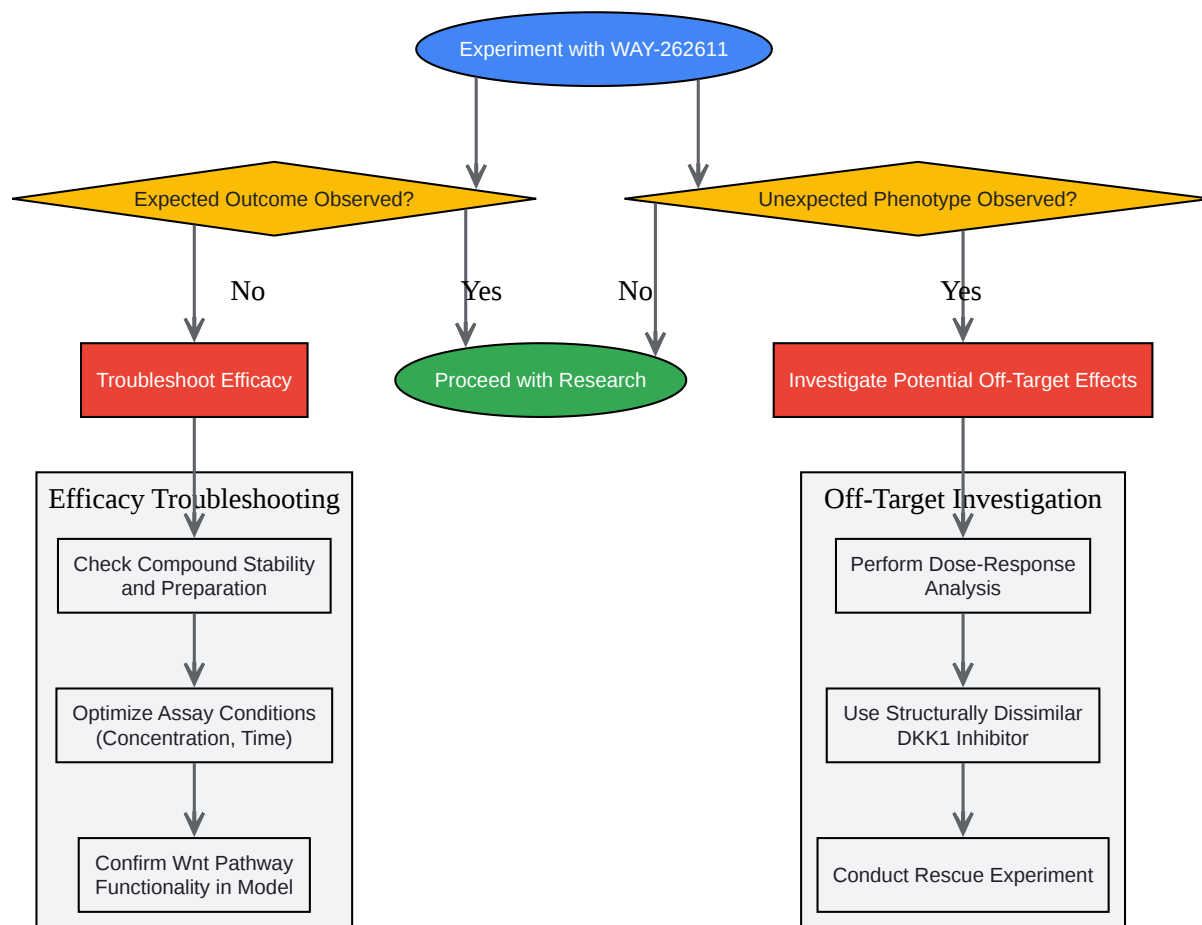 Experiment with WAY-262611
Expected Outcome Observed?
Unexpected Phenotype Observed?
No
Yes
No
Yes
Troubleshoot Efficacy
Proceed with Research
Investigate Potential Off-Target Effects
Efficacy Troubleshooting
Check Compound Stability
and Preparation
Optimize Assay Conditions
(Concentration, Time)
Confirm Wnt Pathway
Functionality in Model
Off-Target Investigation
Perform Dose-Response
Analysis
Use Structurally Dissimilar
DKK1 Inhibitor
Conduct Rescue Experiment